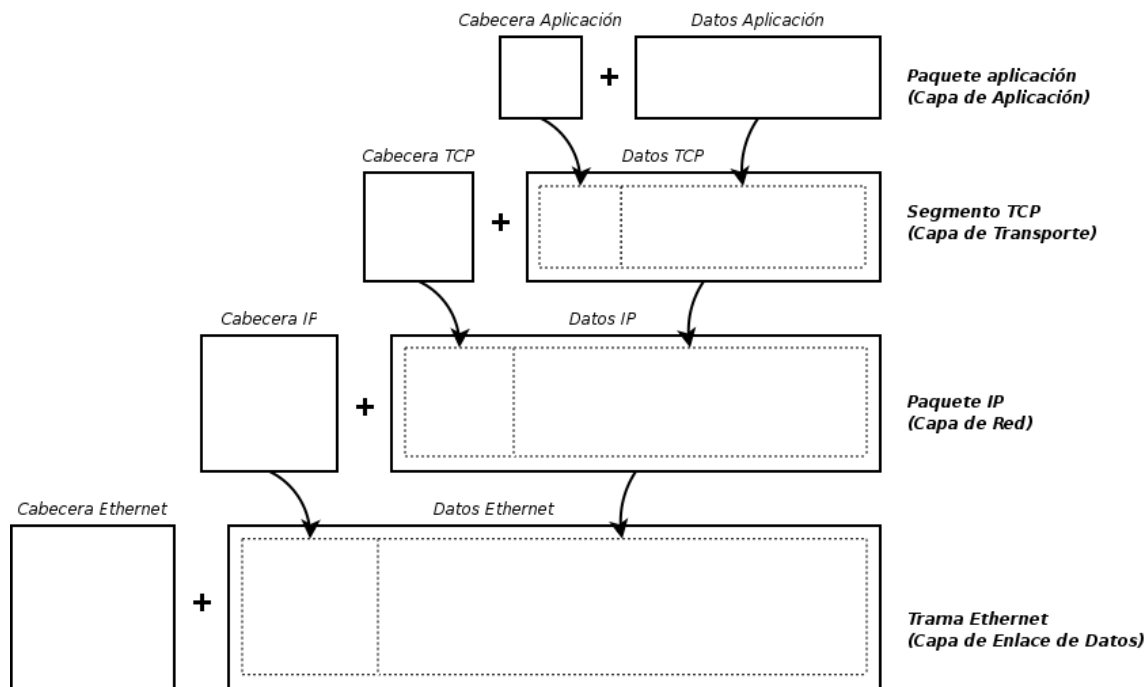 Cabecera Aplicación
Datos Aplicación
+
Paquete aplicación
(Capa de Aplicación)
Cabecera TCP
Datos TCP
+
Segmento TCP
(Capa de Transporte)
Cabecera IP
Datos IP
+
Paquete IP
(Capa de Red)
Cabecera Ethernet
Datos Ethernet
+
Trama Ethernet
(Capa de Enlace de Datos)